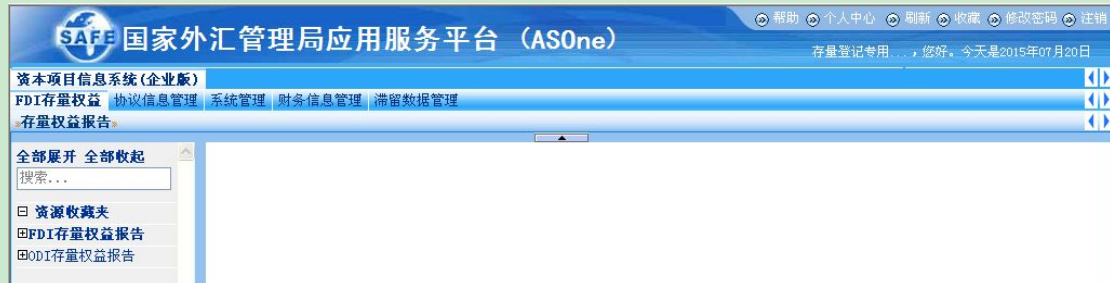 帮助 个人中心 刷新 收藏 修改密码 注销
SAFE 国家外汇管理局应用服务平台 (ASOne)
存量登记专用...,您好。今天是2015年07月20日
资本项目信息系统(企业版)
FDI存量权益 协议信息管理 系统管理 财务信息管理 滞留数据管理
»存量权益报告»
全部展开 全部收起
搜索...
资源收藏夹
FDI存量权益报告
ODI存量权益报告